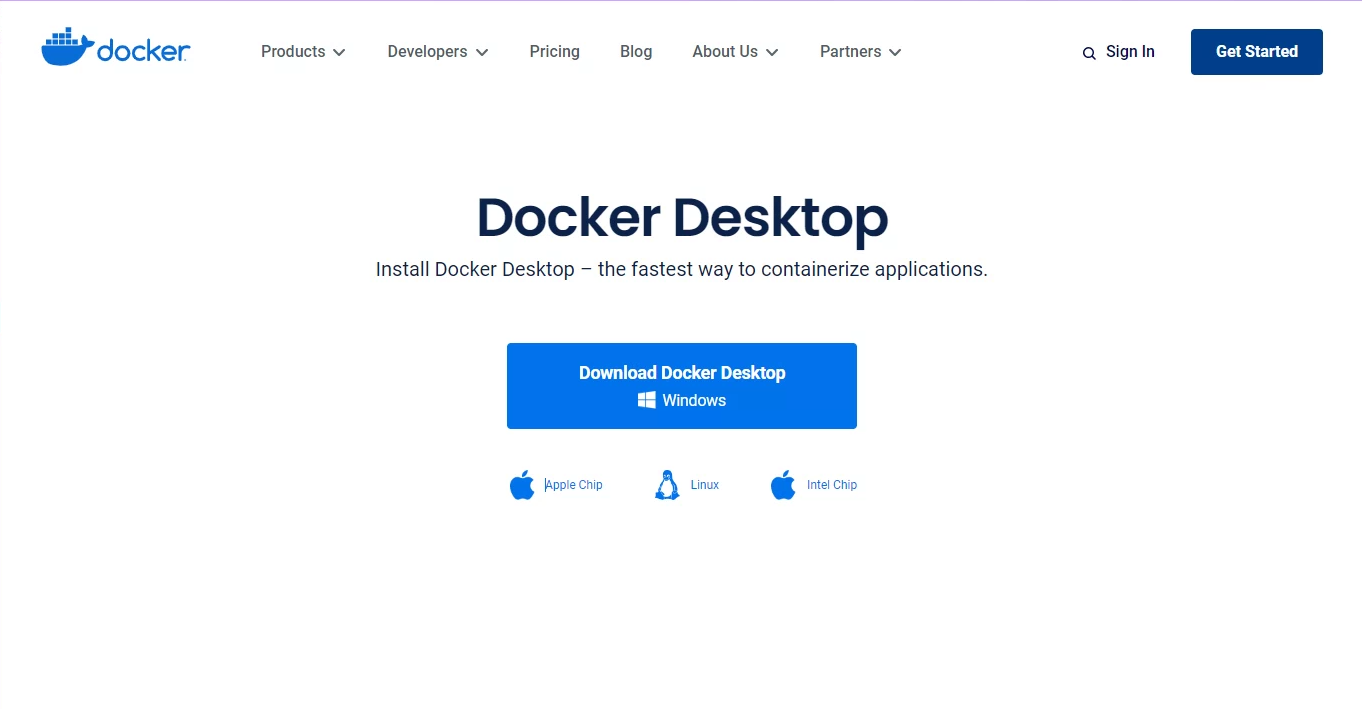 docker
Products
Developers
Pricing
Blog
About Us
Partners
Sign In
Get Started
Docker Desktop
Install Docker Desktop – the fastest way to containerize applications.
Download Docker Desktop
Windows
Apple Chip
Linux
Intel Chip